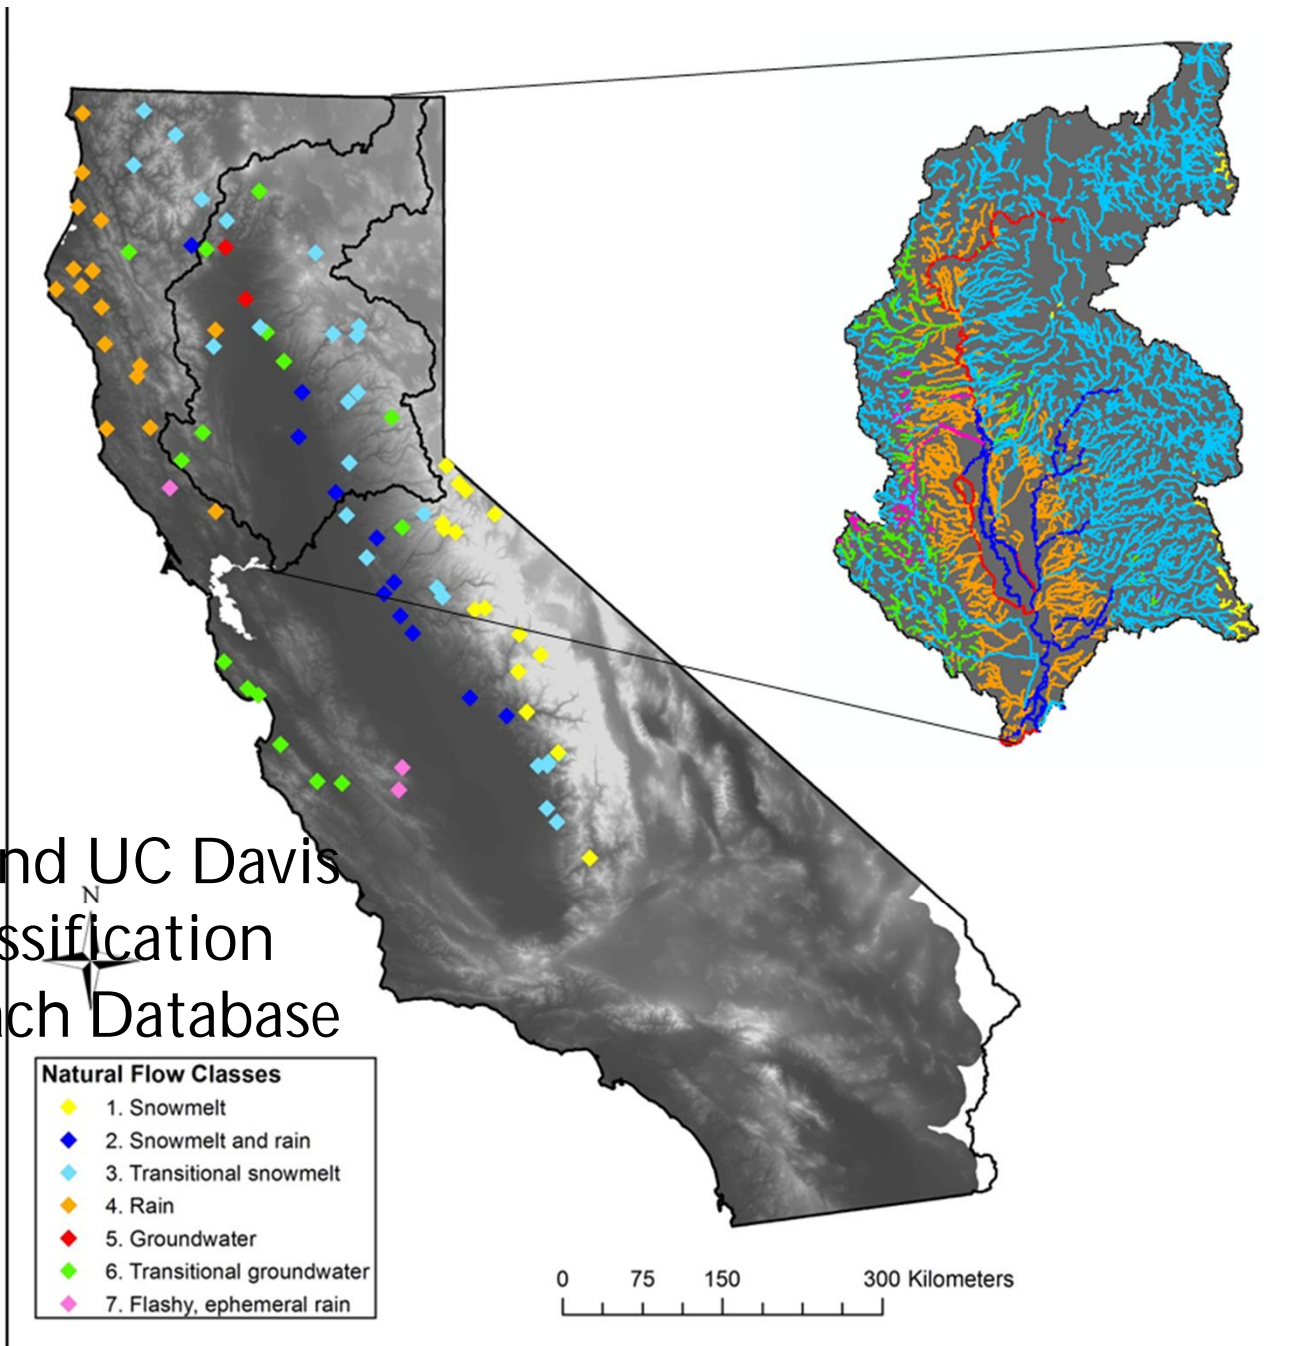 nd UC Davis
N
ssification
ch Database
Natural Flow Classes
1. Snowmelt
2. Snowmelt and rain
3. Transitional snowmelt
4. Rain
5. Groundwater
6. Transitional groundwater
7. Flashy, ephemeral rain
0 75 150 300 Kilometers